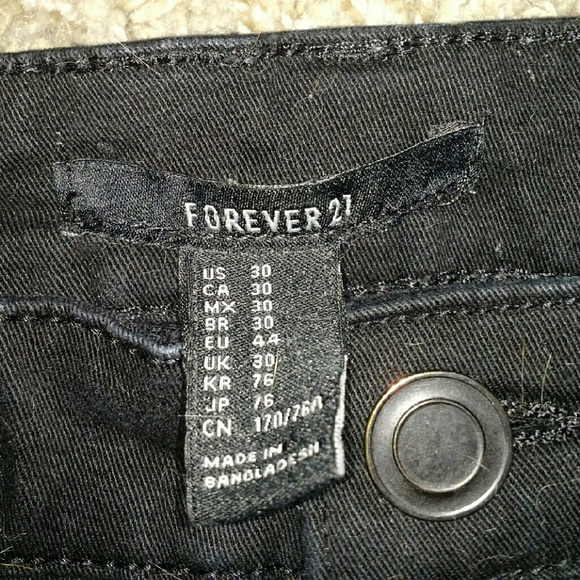 FOREVER 21
US 30
CA 30
MX 30
BR 30
EU 44
UK 30
KR 76
JP 76
CN 170/76A
MADE IN
BANGLADESH